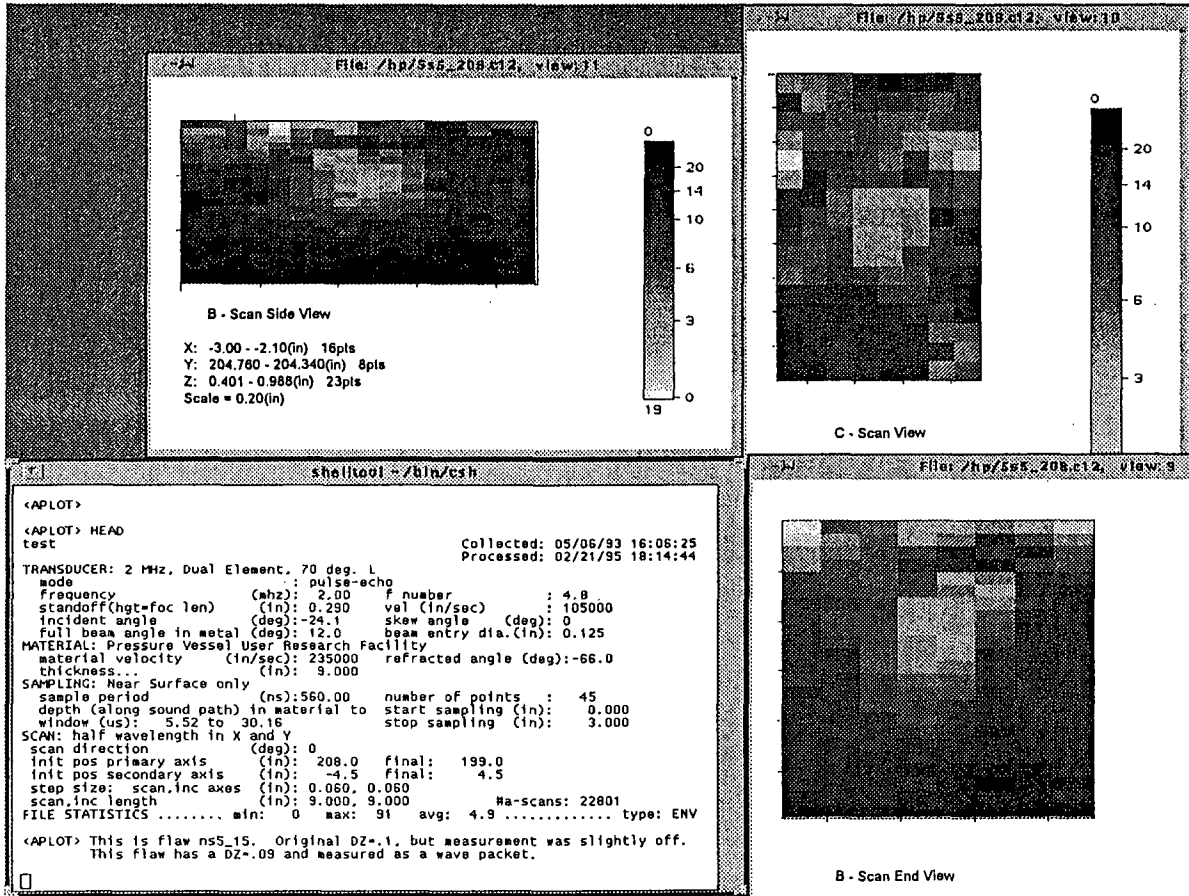 File: /hp/5s5_208.c12, view:11
0
20
14
10
6
3
0
19
B - Scan Side View
X: -3.00 - -2.10(in) 16pts
Y: 204.760 - 204.340(in) 8pts
Z: 0.401 - 0.988(in) 23pts
Scale = 0.20(in)
File: /hp/5s5_208.c12, view:10
0
20
14
10
6
3
C - Scan View
shelltool - /bin/csh
<APLOT>
<APLOT> HEAD
test Collected: 05/06/93 16:06:25
Processed: 02/21/95 18:14:44
TRANSDUCER: 2 MHz, Dual Element, 70 deg. L
mode : pulse-echo
frequency (mhz): 2.00 f number : 4.8
standoff(hgt=foc len) (in): 0.290 vel (in/sec) : 105000
incident angle (deg):-24.1 skew angle (deg): 0
full beam angle in metal (deg): 12.0 beam entry dia.(in): 0.125
MATERIAL: Pressure Vessel User Research Facility
material velocity (in/sec): 235000 refracted angle (deg):-66.0
thickness... (in): 9.000
SAMPLING: Near Surface only
sample period (ns):560.00 number of points : 45
depth (along sound path) in material to start sampling (in): 0.000
window (us): 5.52 to 30.16 stop sampling (in): 3.000
SCAN: half wavelength in X and Y
scan direction (deg): 0
init pos primary axis (in): 208.0 final: 199.0
init pos secondary axis (in): -4.5 final: 4.5
step size: scan,inc axes (in): 0.060, 0.060
scan,inc length (in): 9.000, 9.000 #a-scans: 22801
FILE STATISTICS ........ min: 0 max: 91 avg: 4.9 ............. type: ENV
<APLOT> This is flaw ns5_15. Original DZ=.1, but measurement was slightly off.
This flaw has a DZ=.09 and measured as a wave packet.
File: /hp/5s5_208.c12, view: 9
B - Scan End View